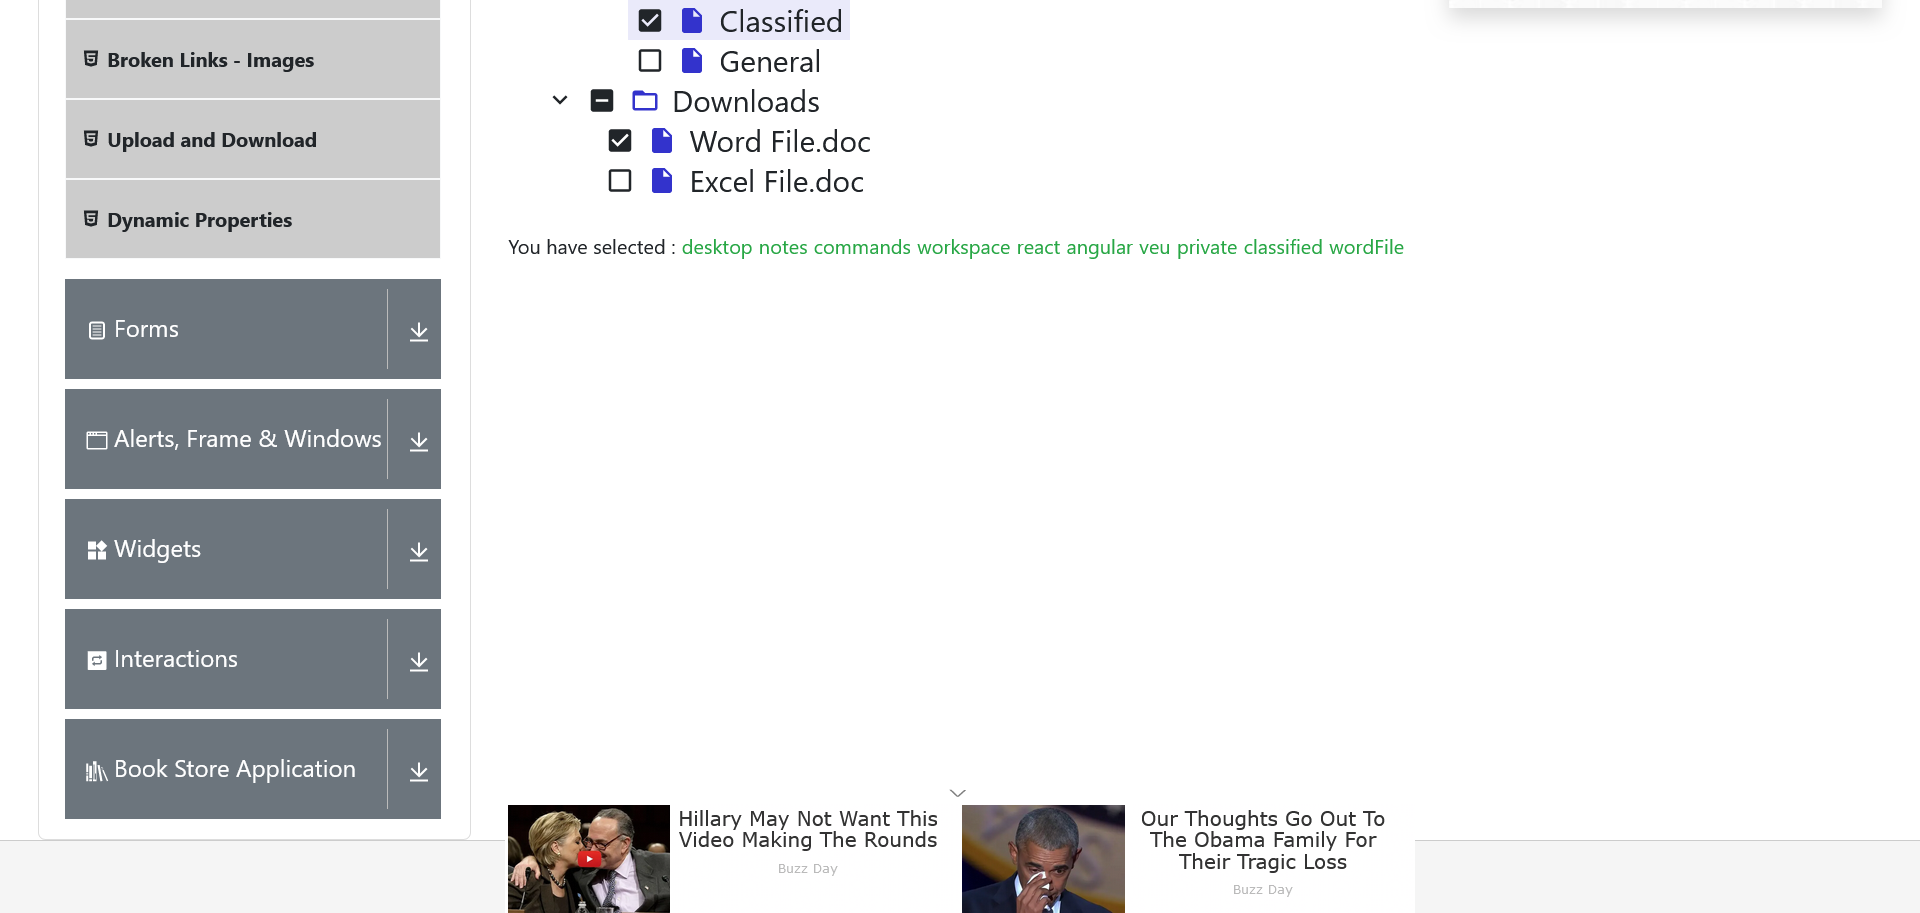 Broken Links - Images
Upload and Download
Dynamic Properties
Forms
Alerts, Frame & Windows
Widgets
Interactions
Book Store Application
Classified
General
Downloads
Word File.doc
Excel File.doc
You have selected : desktop notes commands workspace react angular veu private classified wordFile
Hillary May Not Want This
Video Making The Rounds
Buzz Day
Our Thoughts Go Out To
The Obama Family For
Their Tragic Loss
Buzz Day